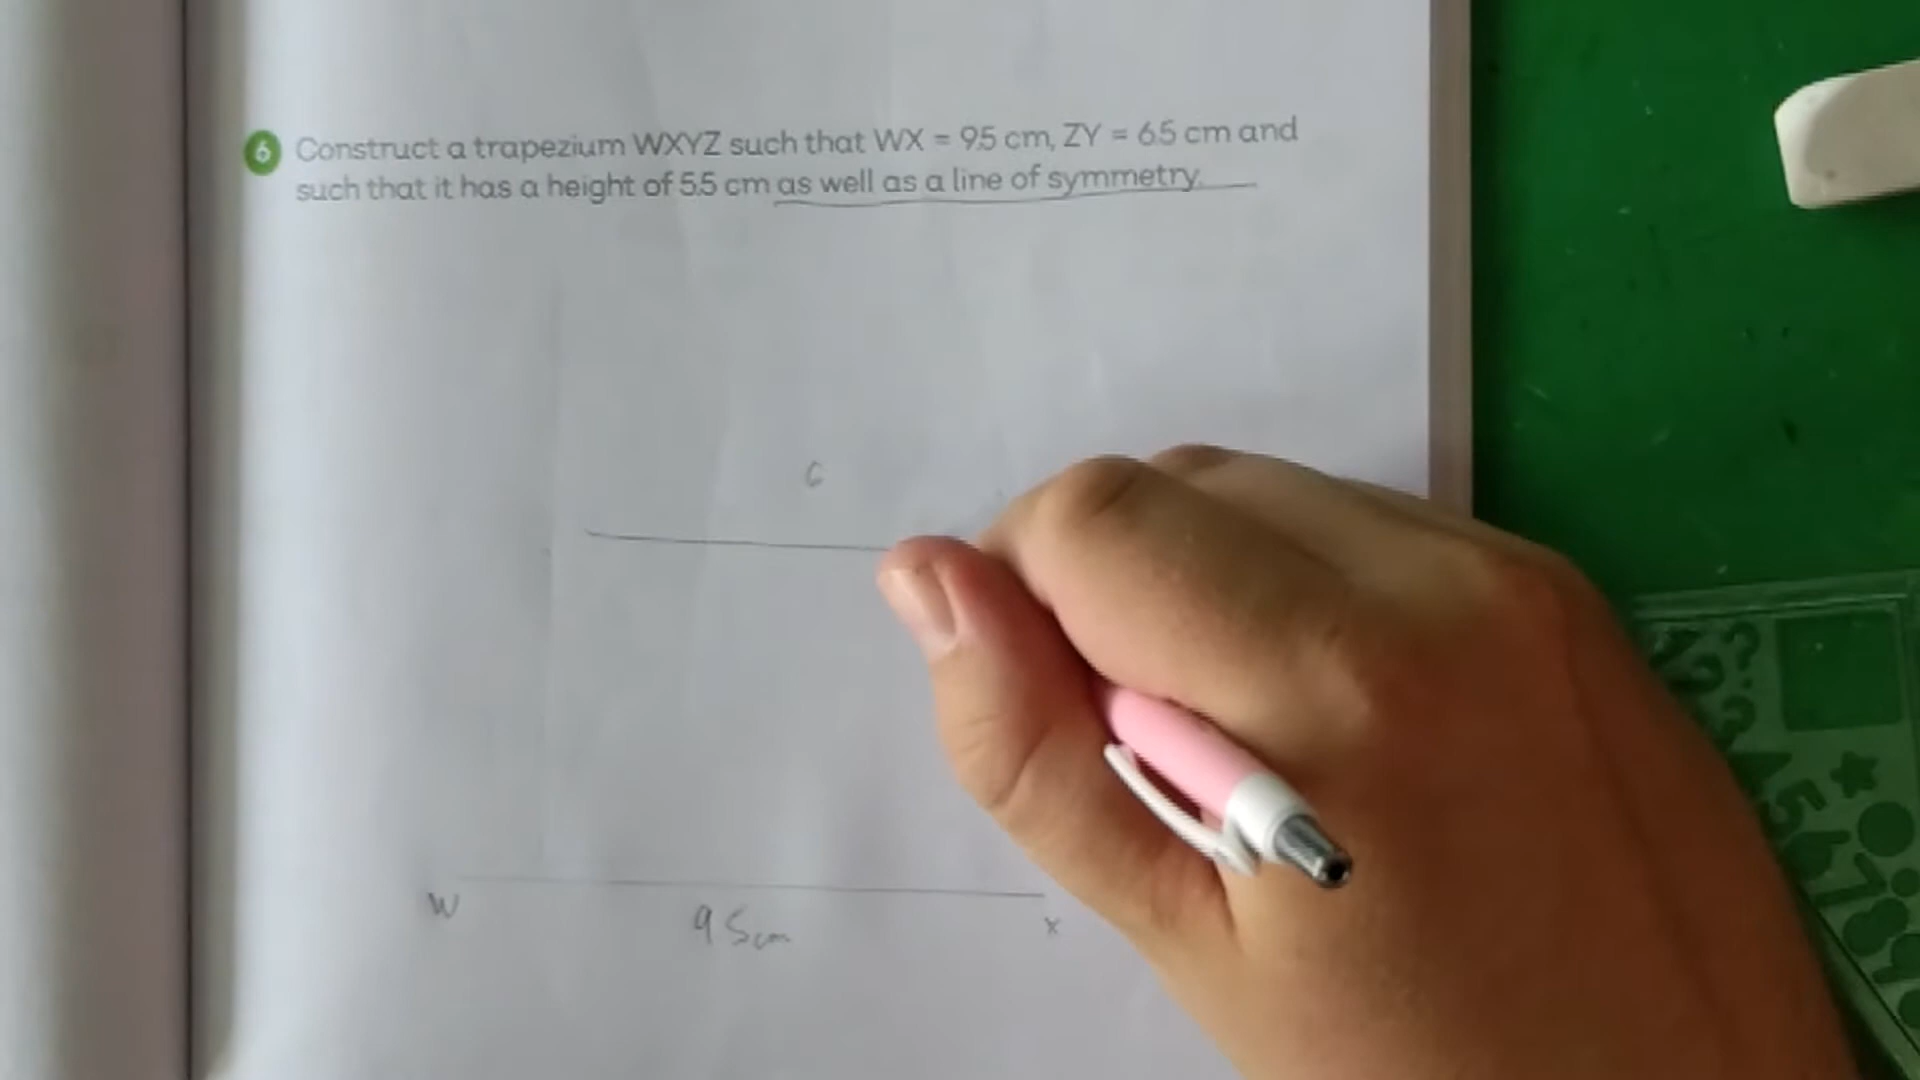 6 Construct a trapezium WXYZ such that WX = 9.5 cm, ZY = 6.5 cm and
such that it has a height of 5.5 cm as well as a line of symmetry.
6
W
9 5cm
x